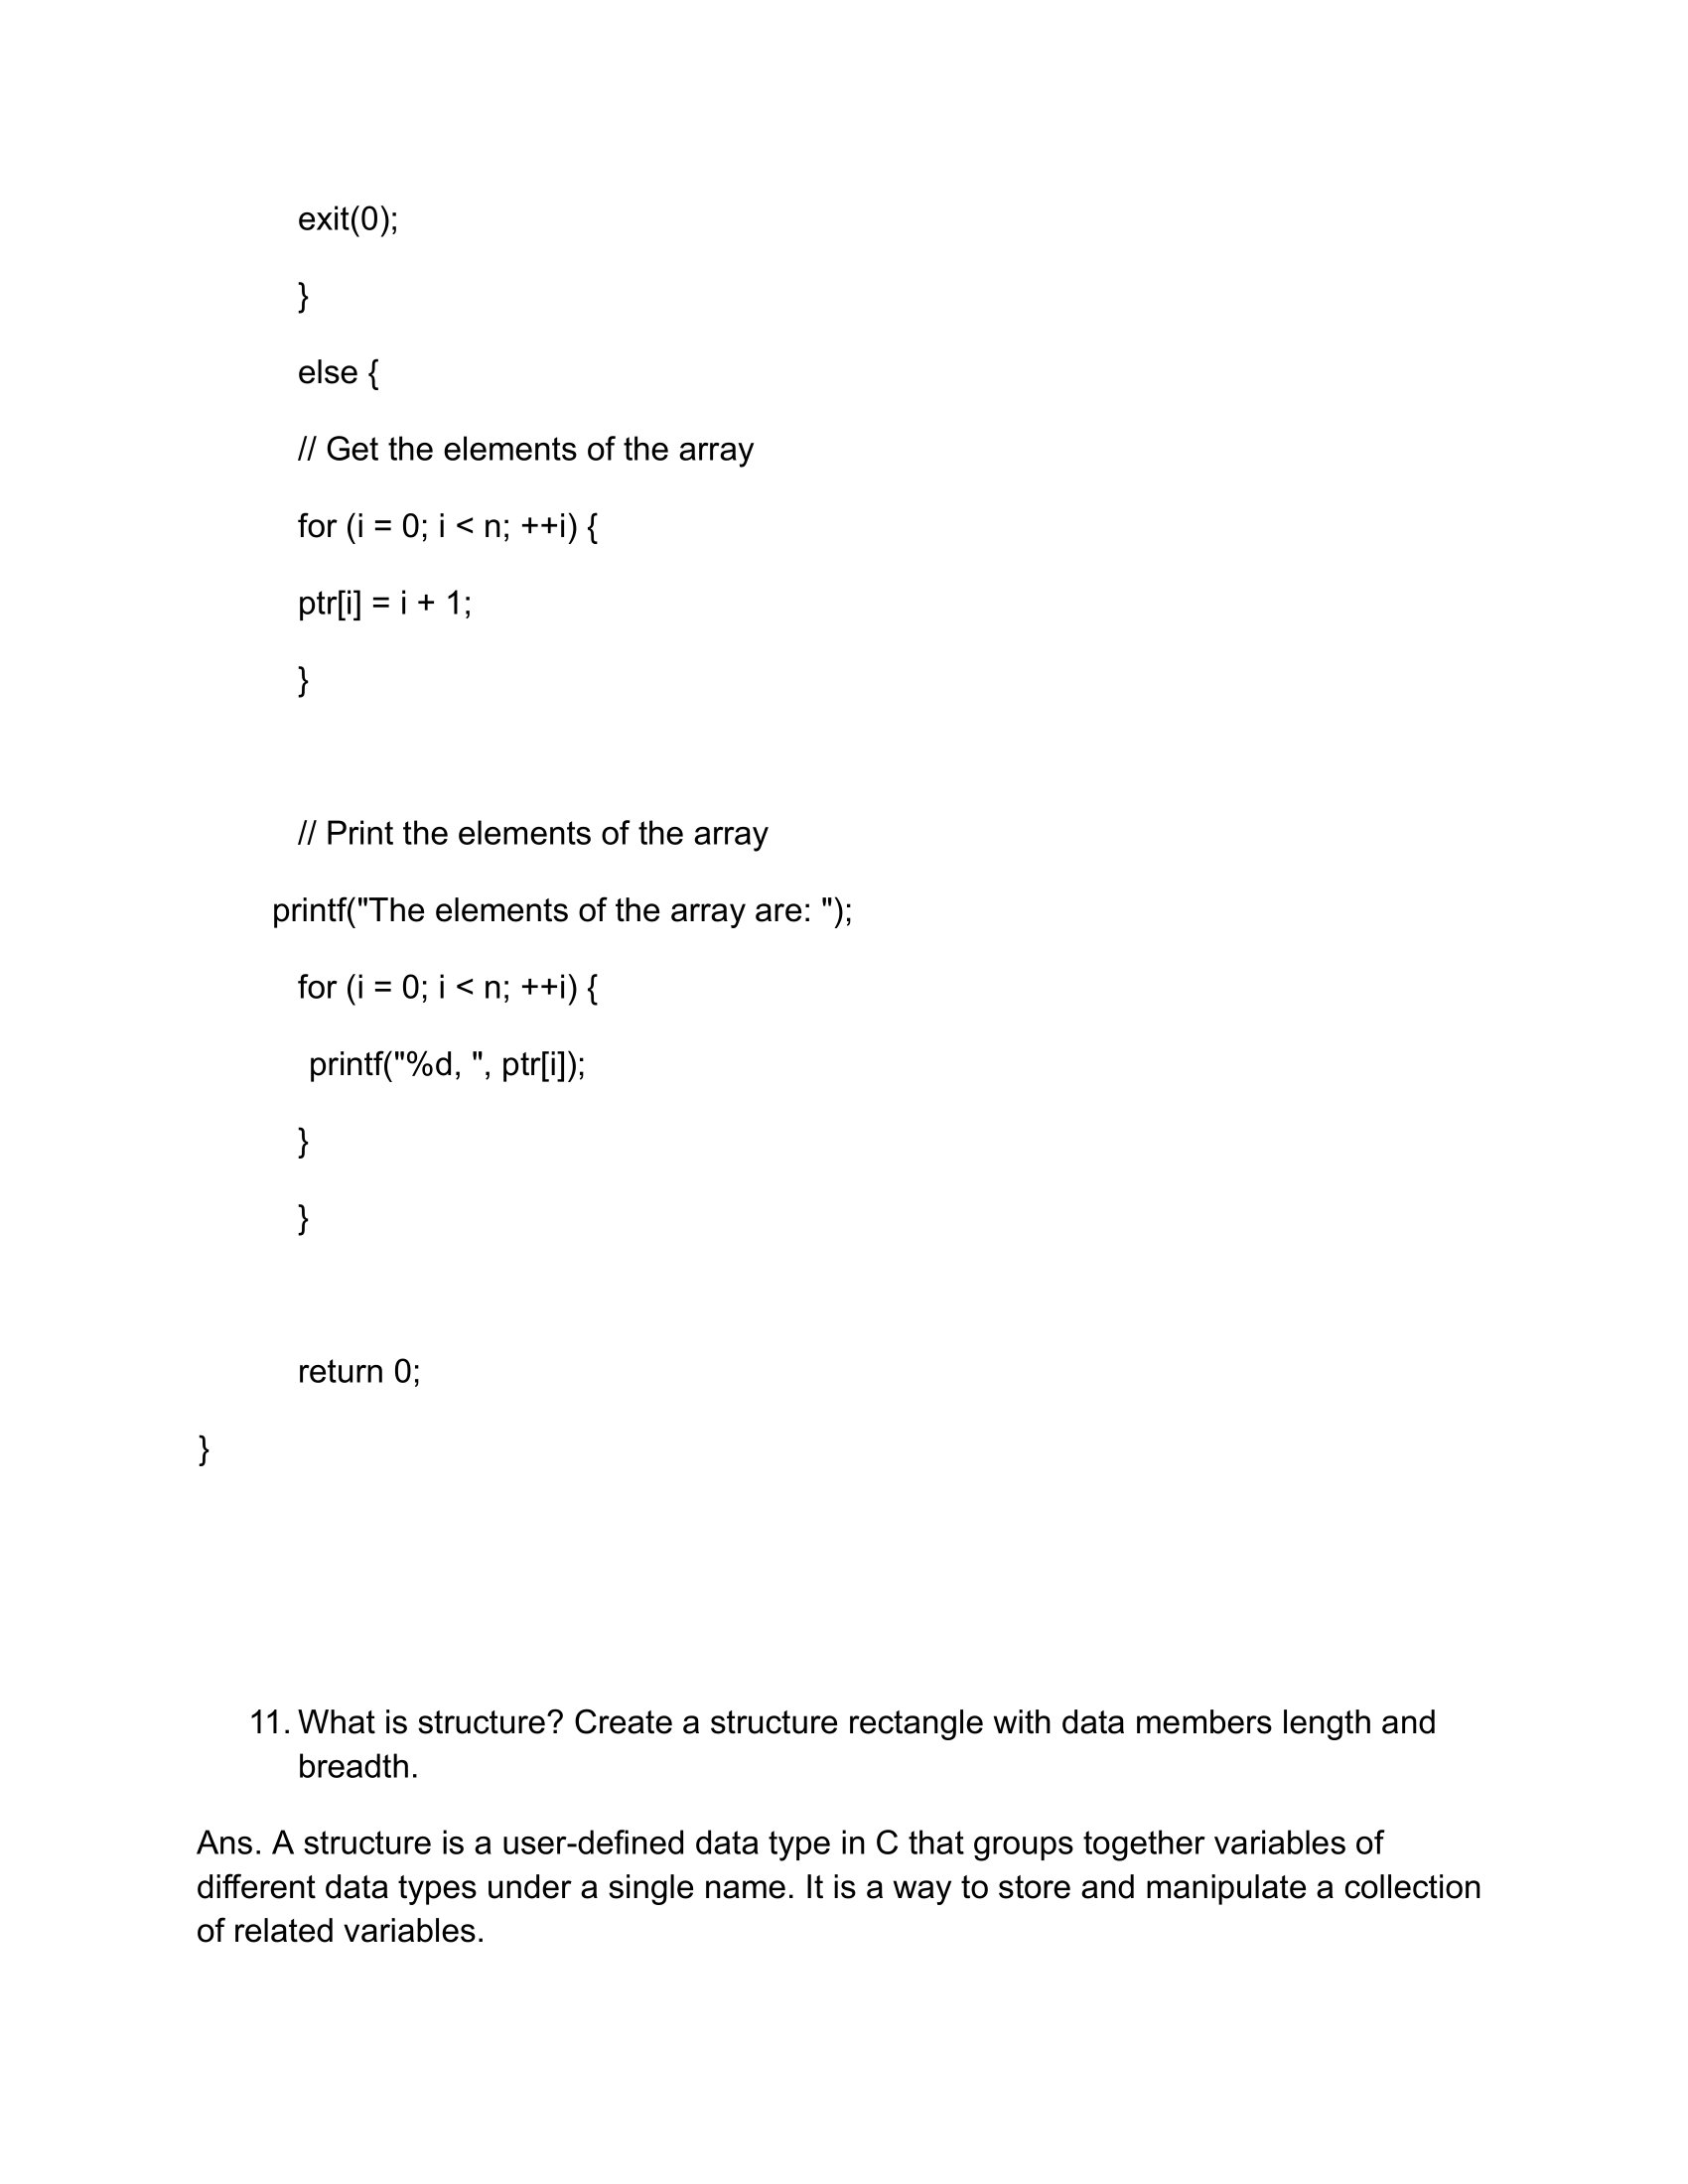 exit(0);
}
else {
// Get the elements of the array
for (i = 0; i < n; ++i) {
ptr[i] = i + 1;
}
// Print the elements of the array
printf("The elements of the array are: ");
for (i = 0; i < n; ++i) {
printf("%d, ", ptr[i]);
}
}
return 0;
}
11. What is structure? Create a structure rectangle with data members length and
breadth.
Ans. A structure is a user-defined data type in C that groups together variables of
different data types under a single name. It is a way to store and manipulate a collection
of related variables.